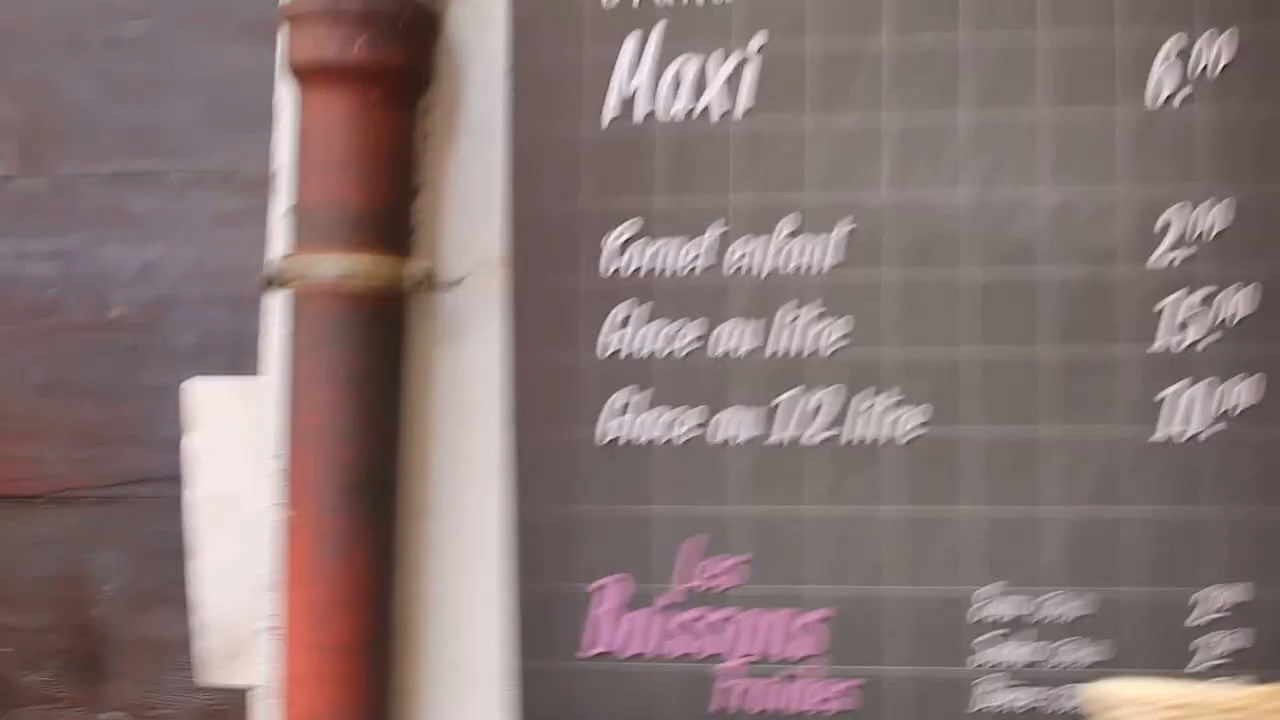 Maxi 6.00
Cornet enfant 2.00
Glace au litre 15.00
Glace au 1/2 litre 10.00
Les
Boissons
Fraiches